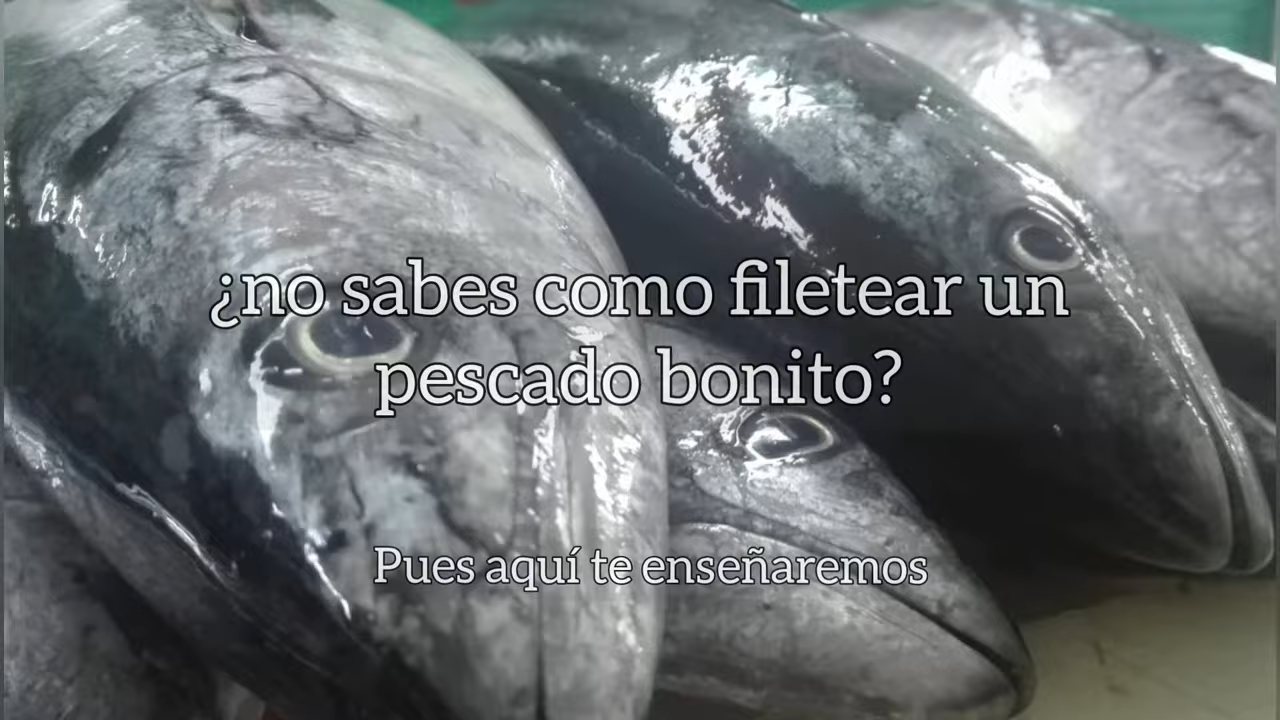 ¿no sabes como filetear un
pescado bonito?
Pues aquí te enseñaremos